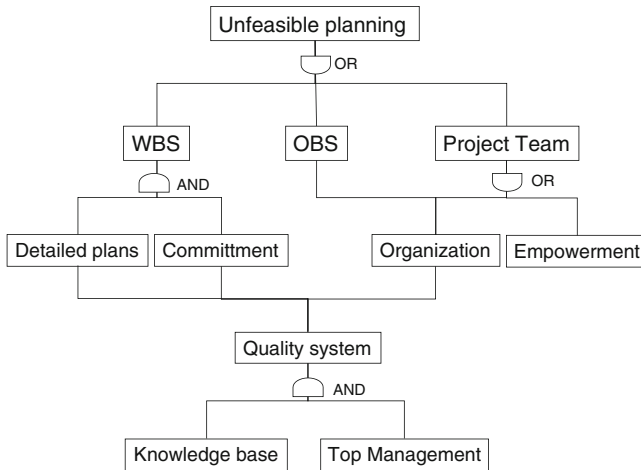 Unfeasible planning
OR
WBS
OBS
Project Team
AND
OR
Detailed plans
Committment
Organization
Empowerment
Quality system
AND
Knowledge base
Top Management